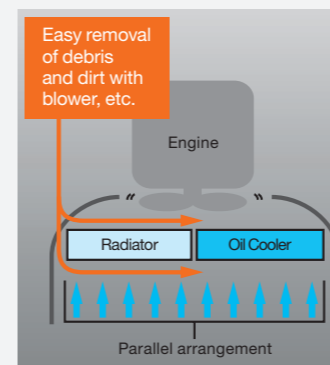 Easy removal
of debris
and dirt with
blower, etc.
Engine
Radiator
Oil Cooler
Parallel arrangement